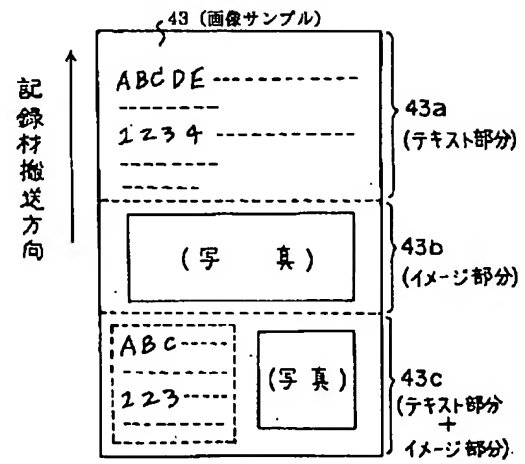 43 (画像サンプル)
記録材搬送方向
ABCDE
1234
43a
(テキスト部分)
(写 真)
43b
(イメージ部分)
ABC
123
(写真)
43c
(テキスト部分
+
イメージ部分)